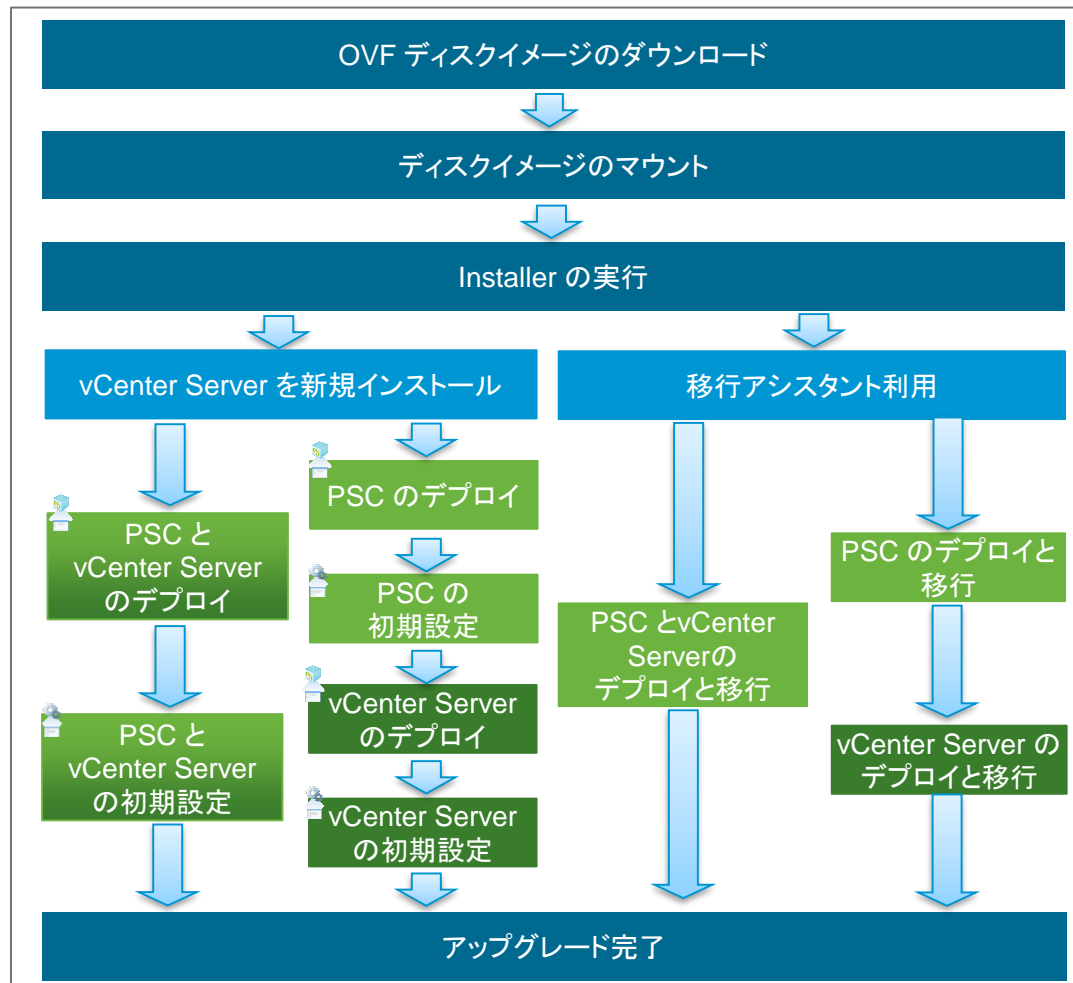 OVF ディスクイメージのダウンロード
ディスクイメージのマウント
Installer の実行
vCenter Server を新規インストール
移行アシスタント利用
PSC と
vCenter Server
のデプロイ
PSC と
vCenter Server
の初期設定
PSC のデプロイ
PSC の
初期設定
vCenter Server
のデプロイ
vCenter Server
の初期設定
PSC とvCenter
Serverの
デプロイと移行
PSC のデプロイと
移行
vCenter Server の
デプロイと移行
アップグレード完了